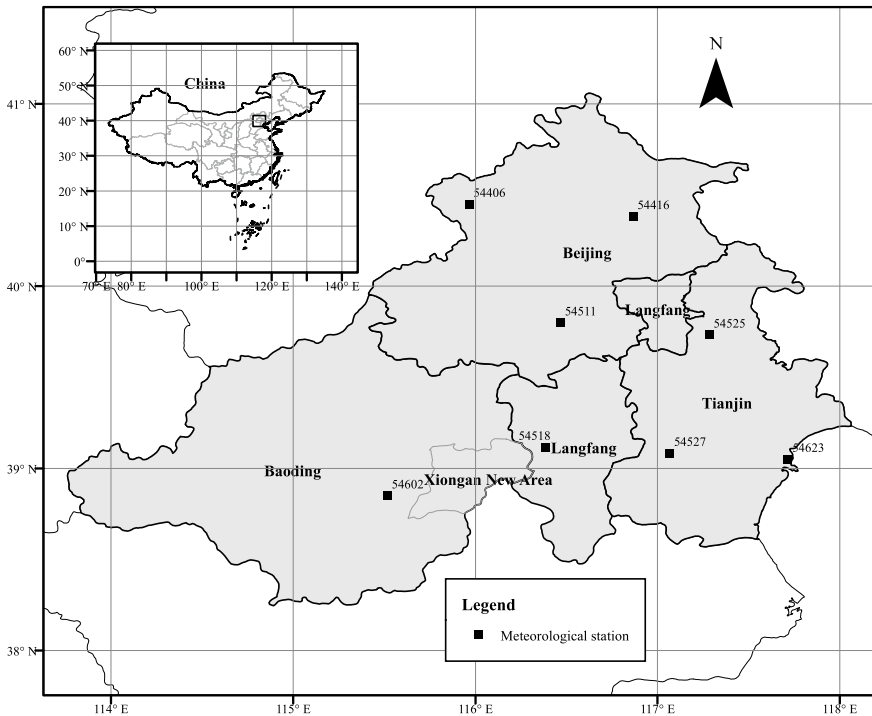 N
60° N
China
50° N
41° N
40° N
30° N
54406
54416
20° N
10° N
Beijing
0°
70° E
80° E
100° E
120° E
140° E
40° N
54511
Langfang
54525
Tianjin
54518
Langfang
54527
54623
39° N
Baoding
54602
Xiongan New Area
Legend
Meteorological station
38° N
114° E
115° E
116° E
117° E
118° E